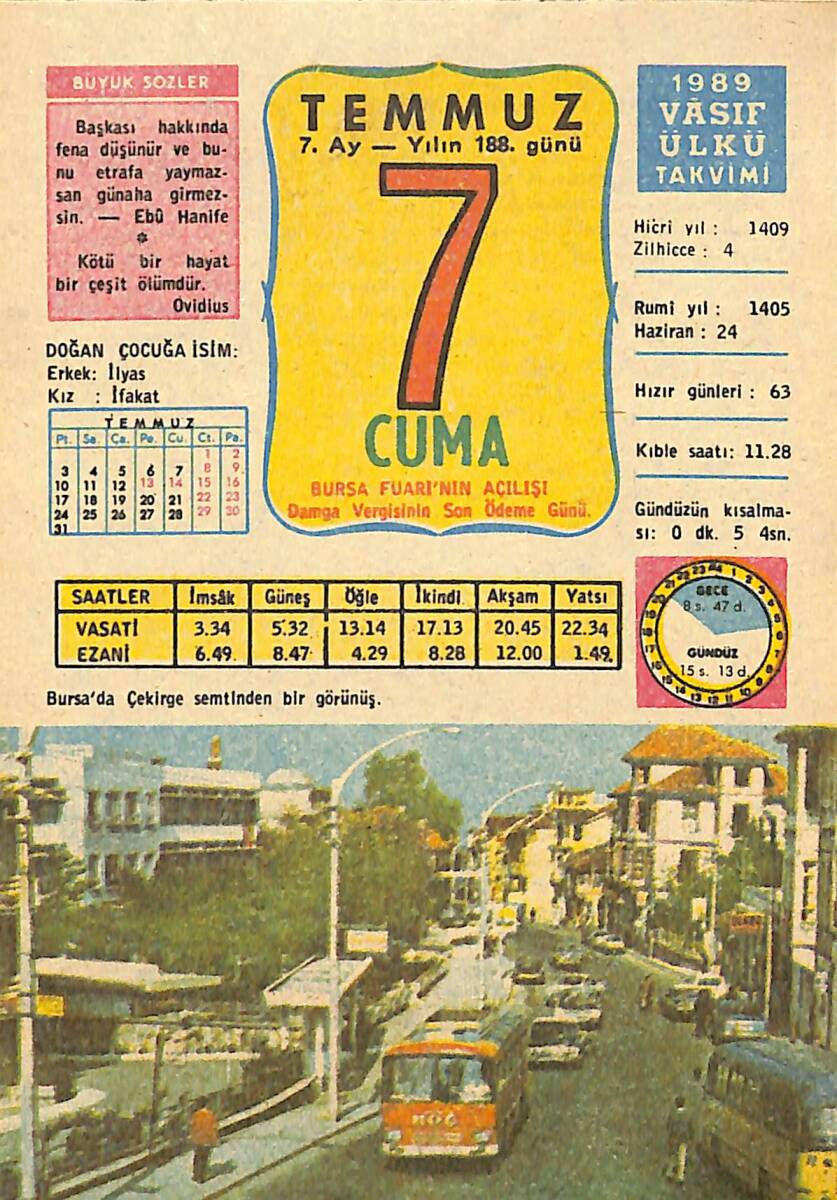 BÜYÜK SÖZLER
Başkası hakkında
fena düşünür ve bu-
nu etrafa yaymaz-
san günaha girmez-
sin. — Ebû Hanife
*
Kötü bir hayat
bir çeşit ölümdür.
Ovidius
DOĞAN ÇOCUĞA İSİM:
Erkek: İlyas
Kız : İfakat
TEMMUZ
Pt. Sa. Ça. Pe. Cu. Ct. Pa.
1 2
3 4 5 6 7 8 9
10 11 12 13 14 15 16
17 18 19 20 21 22 23
24 25 26 27 28 29 30
31
TEMMUZ
7. Ay — Yılın 188. günü
7
CUMA
BURSA FUARI'NIN AÇILIŞI
Damga Vergisinin Son Ödeme Günü.
1989
VÂSIF
ÜLKÜ
TAKVİMİ
Hicri yıl : 1409
Zilhicce : 4
Rumî yıl : 1405
Haziran : 24
Hızır günleri : 63
Kıble saati: 11.28
Gündüzün kısalma-
sı: 0 dk. 5 4sn.
GECE
8 s. 47 d.
GÜNDÜZ
15 s. 13 d.
SAATLER İmsâk Güneş Öğle İkindi Akşam Yatsı
VASATİ 3.34 5.32 13.14 17.13 20.45 22.34
EZANİ 6.49 8.47 4.29 8.28 12.00 1.49
Bursa'da Çekirge semtinden bir görünüş.